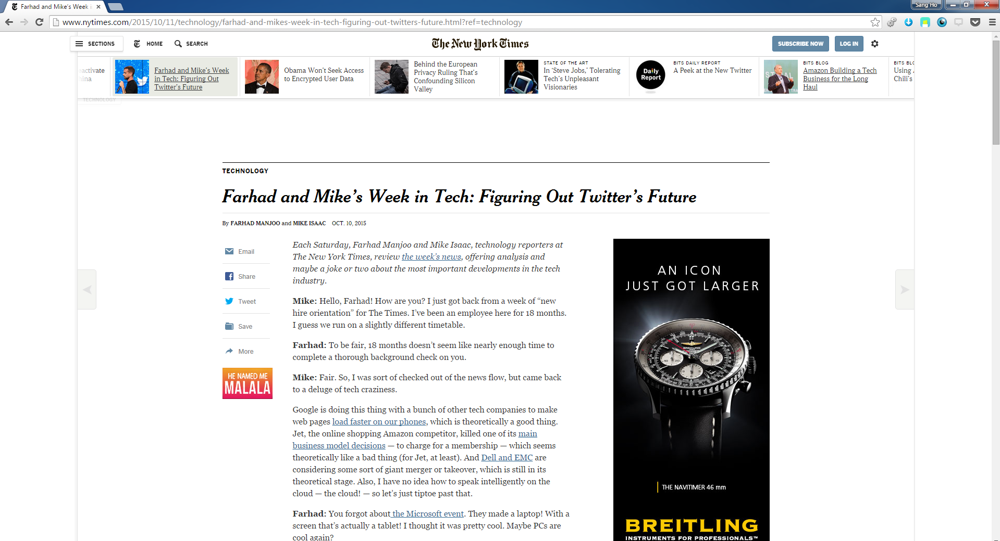 Farhad and Mike's Week i
Sang Ho
www.nytimes.com/2015/10/11/technology/farhad-and-mikes-week-in-tech-figuring-out-twitters-future.html?ref=technology
SECTIONS
HOME
SEARCH
The New York Times
SUBSCRIBE NOW
LOG IN
eactivate
hina
Farhad and Mike's Week
in Tech: Figuring Out
Twitter's Future
Obama Won't Seek Access
to Encrypted User Data
Behind the European
Privacy Ruling That's
Confounding Silicon
Valley
STATE OF THE ART
In ‘Steve Jobs,’ Tolerating
Tech's Unpleasant
Visionaries
Daily
Report
BITS DAILY REPORT
A Peek at the New Twitter
BITS BLOG
Amazon Building a Tech
Business for the Long
Haul
BITS BL
Using
Chili's
TECHNOLOGY
TECHNOLOGY
Farhad and Mike's Week in Tech: Figuring Out Twitter's Future
By FARHAD MANJOO and MIKE ISAAC OCT. 10, 2015
Email
Share
Tweet
Save
More
HE NAMED ME
MALALA
Each Saturday, Farhad Manjoo and Mike Isaac, technology reporters at
The New York Times, review the week's news, offering analysis and
maybe a joke or two about the most important developments in the tech
industry.
Mike: Hello, Farhad! How are you? I just got back from a week of “new
hire orientation” for The Times. I've been an employee here for 18 months.
I guess we run on a slightly different timetable.
Farhad: To be fair, 18 months doesn't seem like nearly enough time to
complete a thorough background check on you.
Mike: Fair. So, I was sort of checked out of the news flow, but came back
to a deluge of tech craziness.
Google is doing this thing with a bunch of other tech companies to make
web pages load faster on our phones, which is theoretically a good thing.
Jet, the online shopping Amazon competitor, killed one of its main
business model decisions — to charge for a membership — which seems
theoretically like a bad thing (for Jet, at least). And Dell and EMC are
considering some sort of giant merger or takeover, which is still in its
theoretical stage. Also, I have no idea how to speak intelligently on the
cloud — the cloud! — so let's just tiptoe past that.
Farhad: You forgot about the Microsoft event. They made a laptop! With a
screen that's actually a tablet! I thought it was pretty cool. Maybe PCs are
cool again?
AN ICON
JUST GOT LARGER
BREITLING
THE NAVITIMER 46 mm
BREITLING
INSTRUMENTS FOR PROFESSIONALS™